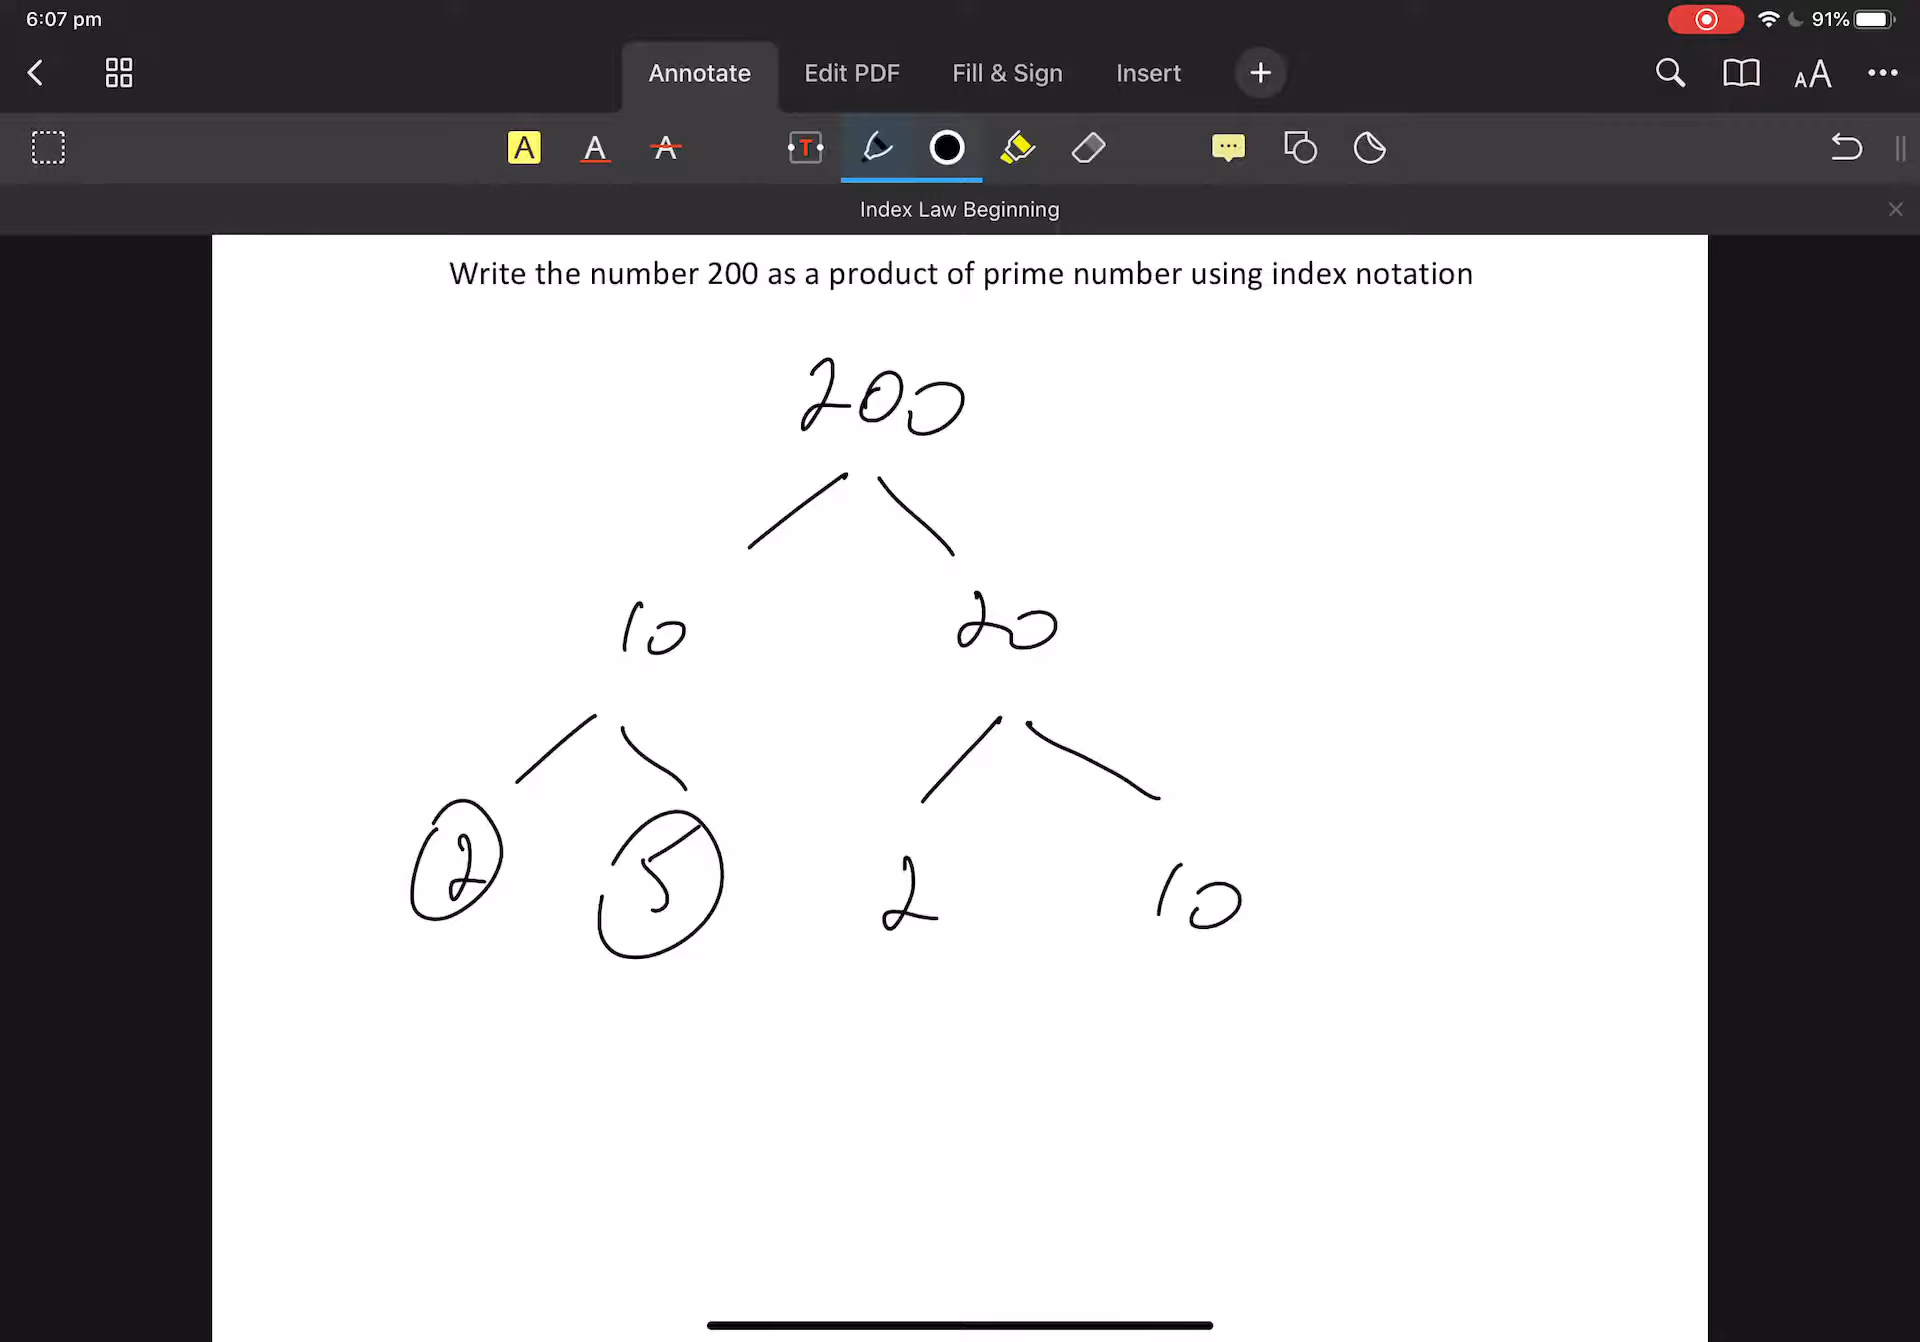 6:07 pm
91%
Annotate Edit PDF Fill & Sign Insert
AA
A A A T
Index Law Beginning
Write the number 200 as a product of prime number using index notation
200
10 20
2 5 2 10